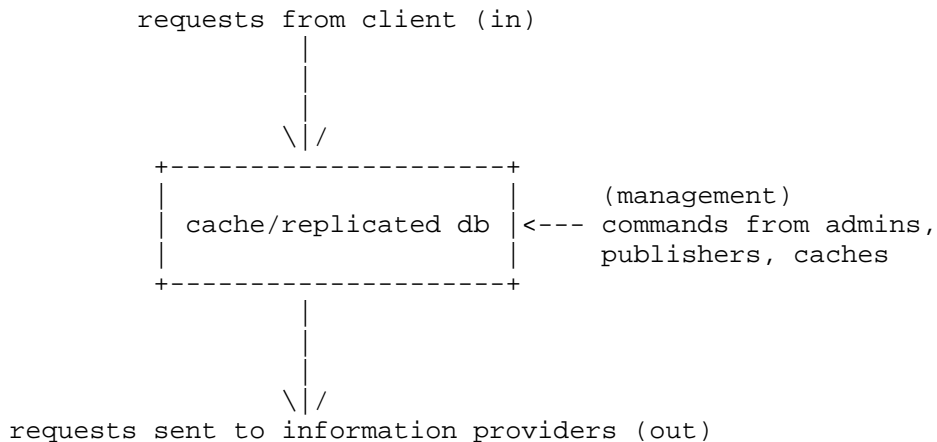 requests from client (in)
(management)
cache/replicated db <--- commands from admins,
publishers, caches
requests sent to information providers (out)